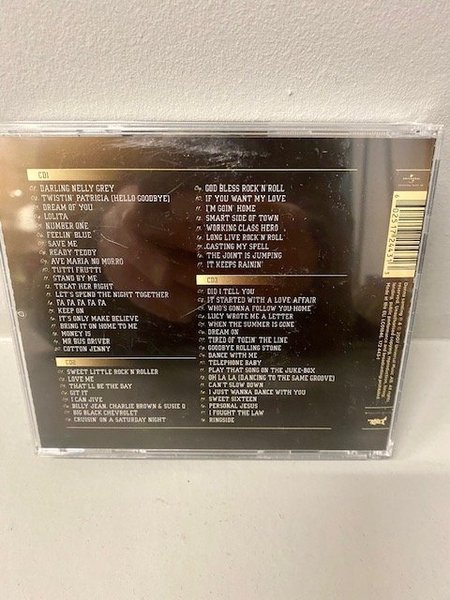 CD1
DARLING NELLY GREY
TWISTIN' PATRICIA (HELLO GOODBYE)
DREAM OF YOU
LOLITA
NUMBER ONE
FEELIN' BLUE
SAVE ME
READY TEDDY
AVE MARIA NO MORRO
TUTTI FRUTTI
STAND BY ME
TREAT HER RIGHT
LET'S SPEND THE NIGHT TOGETHER
FA FA FA FA FA
KEEP ON
IT'S ONLY MAKE BELIEVE
BRING IT ON HOME TO ME
MONEY IS
MR BUS DRIVER
COTTON JENNY
CD2
SWEET LITTLE ROCK'N'ROLLER
LOVE ME
THAT'LL BE THE DAY
GIT IT
I CAN JIVE
BILLY JEAN, CHARLIE BROWN & SUSIE D
BIG BLACK CHEVROLET
CRUISIN' ON A SATURDAY NIGHT
GOD BLESS ROCK'N'ROLL
IF YOU WANT MY LOVE
I'M GOIN' HOME
SMART SIDE OF TOWN
WORKING CLASS HERO
LONG LIVE ROCK'N'ROLL
CASTING MY SPELL
THE JOINT IS JUMPING
IT KEEPS RAININ'
CD3
DID I TELL YOU
IT STARTED WITH A LOVE AFFAIR
WHO'S GONNA FOLLOW YOU HOME
LUCY WROTE ME A LETTER
WHEN THE SUMMER IS GONE
DREAM ON
TIRED OF TOEIN' THE LINE
GOODBYE ROLLING STONE
DANCE WITH ME
TELEPHONE BABY
PLAY THAT SONG ON THE JUKE-BOX
OH LA LA (DANCING TO THE SAME GROOVE)
CAN'T SLOW DOWN
I JUST WANNA DANCE WITH YOU
SWEET SIXTEEN
PERSONAL JESUS
I FOUGHT THE LAW
RINGSIDE